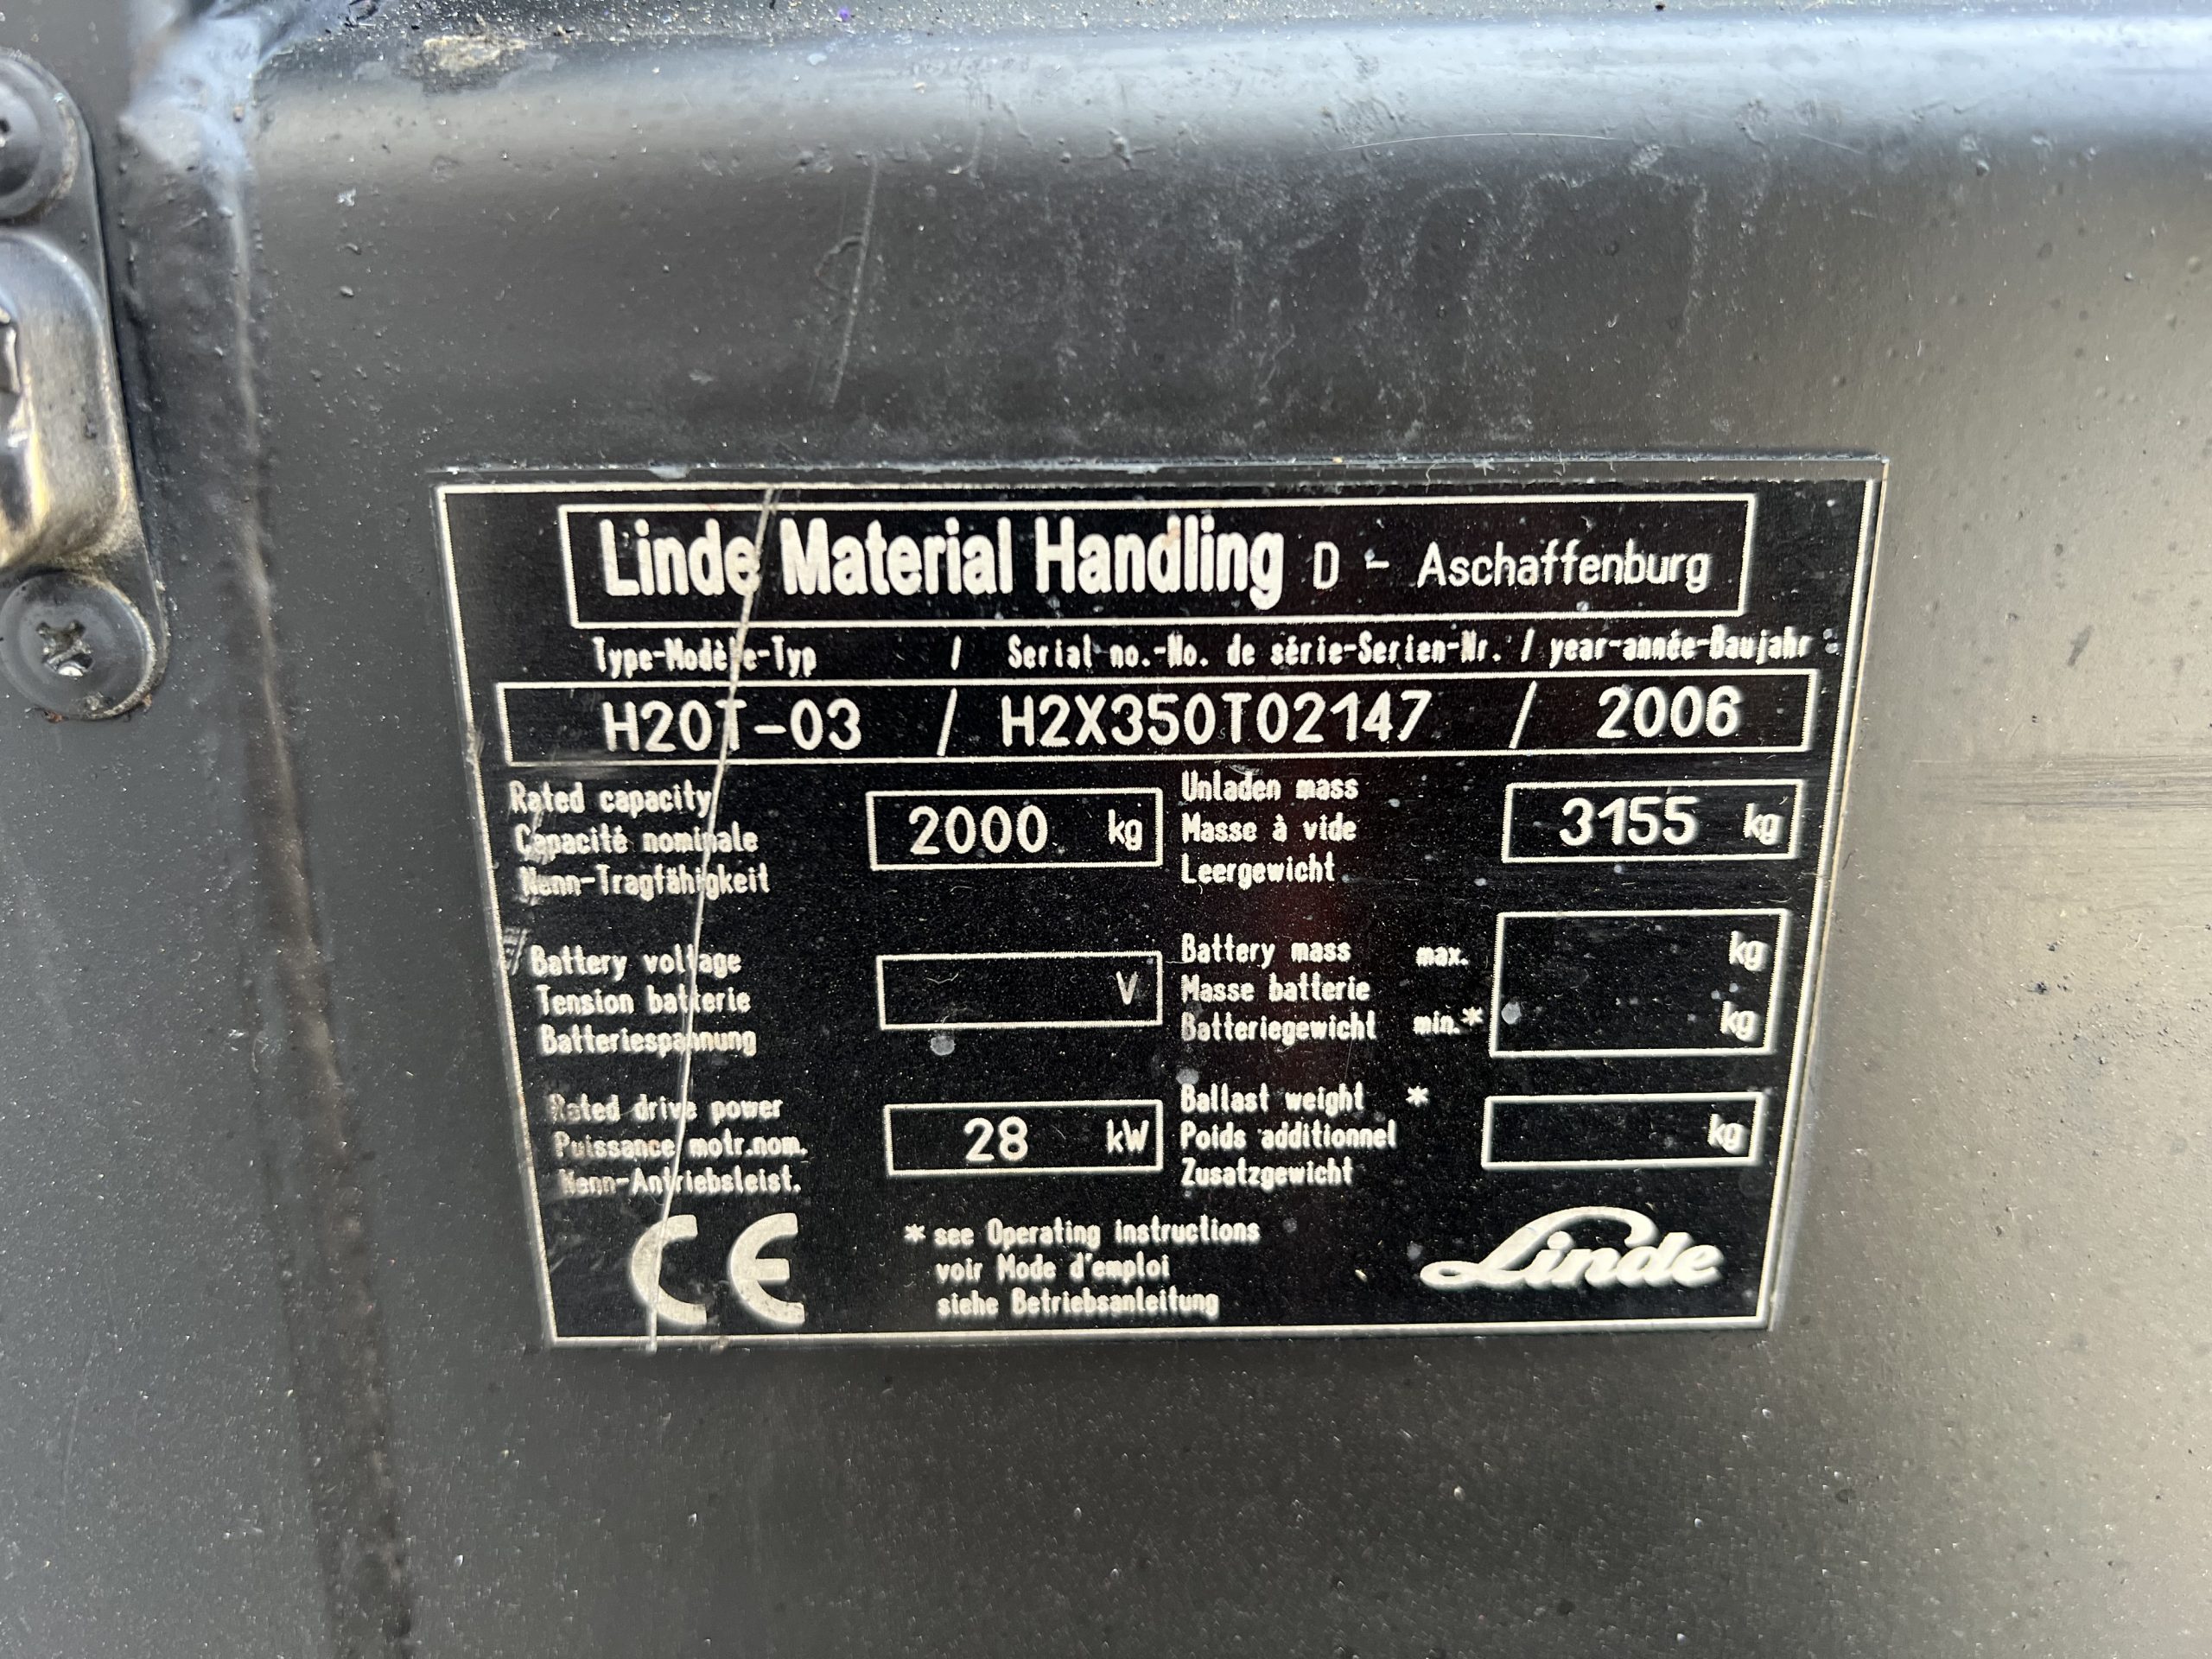 Linde Material Handling D - Aschaffenburg
Type-Modèle-Typ / Serial no.-No. de série-Serien-Nr. / year-année-Baujahr
H20T-03 / H2X350T02147 / 2006
Rated capacity
Capacité nominale
Nenn-Tragfähigkeit
2000 kg
Unladen mass
Masse à vide
Leergewicht
3155 kg
Battery voltage
Tension batterie
Batteriespannung
V
Battery mass max. kg
Masse batterie
Batteriegewicht min.* kg
Rated drive power
Puissance motr.nom.
Nenn-Antriebsleist.
28 kW
Ballast weight *
Poids additionnel
Zusatzgewicht
kg
CE
* see Operating instructions
voir Mode d'emploi
siehe Betriebsanleitung
Linde